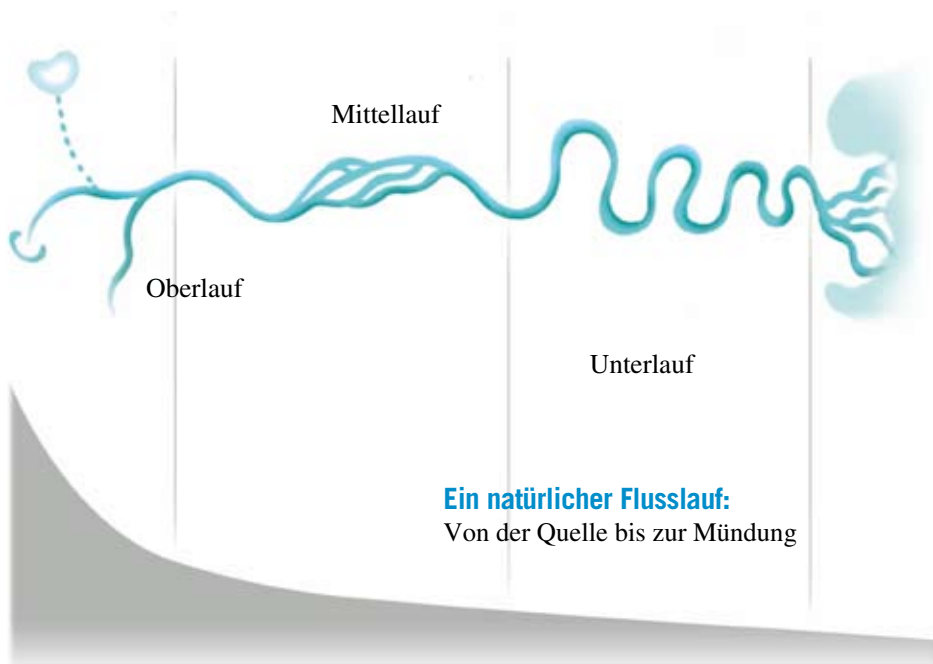 Mittellauf
Oberlauf
Unterlauf
Ein natürlicher Flusslauf:
Von der Quelle bis zur Mündung